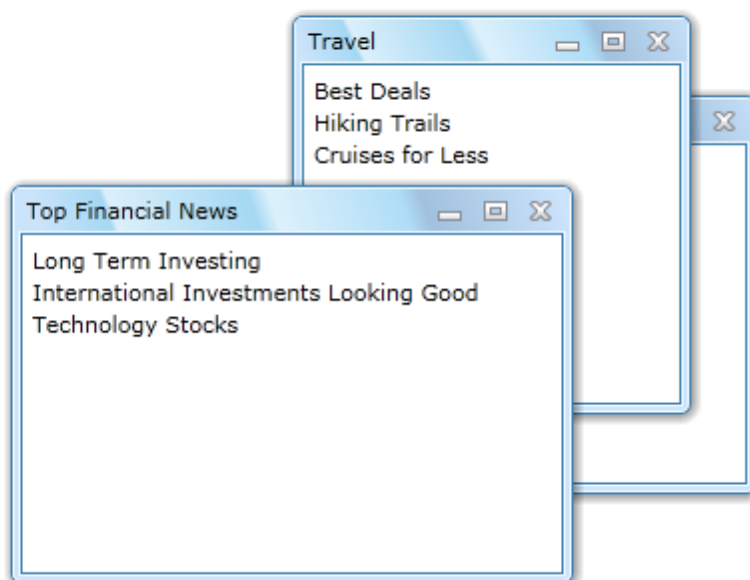 Travel
Best Deals
Hiking Trails
Cruises for Less
Top Financial News
Long Term Investing
International Investments Looking Good
Technology Stocks